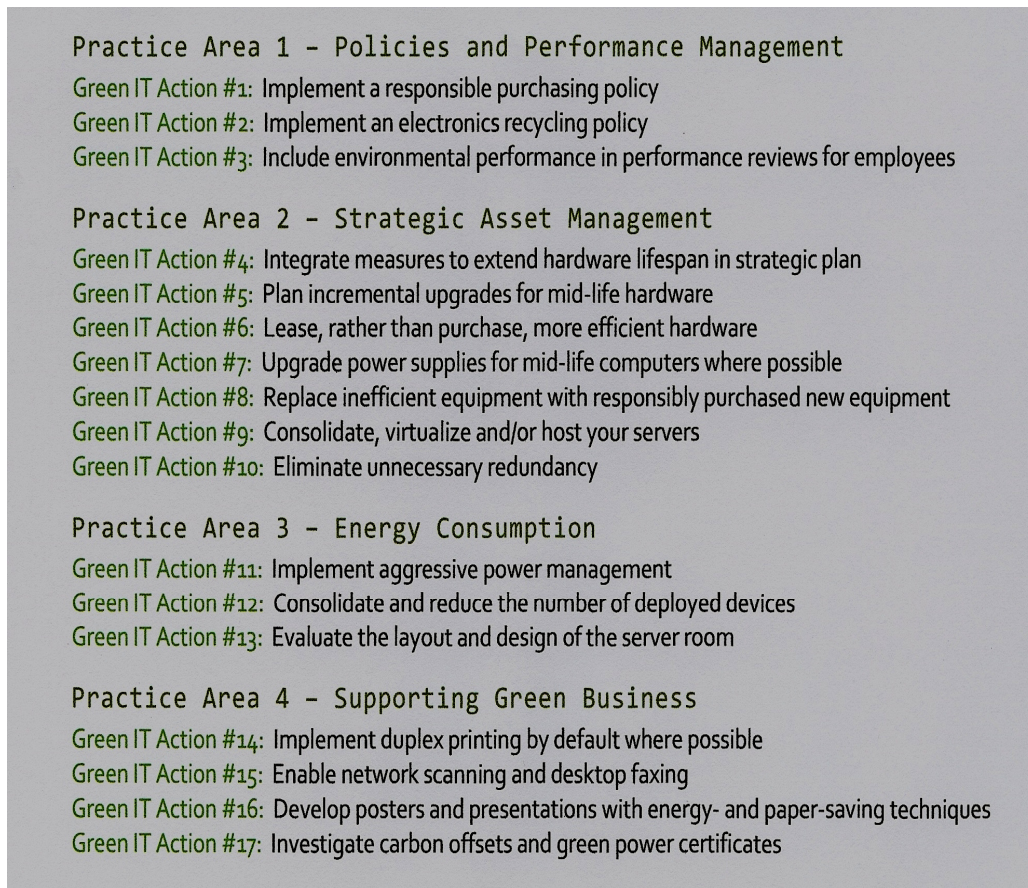 Practice Area 1 – Policies and Performance Management
Green IT Action #1: Implement a responsible purchasing policy
Green IT Action #2: Implement an electronics recycling policy
Green IT Action #3: Include environmental performance in performance reviews for employees
Practice Area 2 – Strategic Asset Management
Green IT Action #4: Integrate measures to extend hardware lifespan in strategic plan
Green IT Action #5: Plan incremental upgrades for mid-life hardware
Green IT Action #6: Lease, rather than purchase, more efficient hardware
Green IT Action #7: Upgrade power supplies for mid-life computers where possible
Green IT Action #8: Replace inefficient equipment with responsibly purchased new equipment
Green IT Action #9: Consolidate, virtualize and/or host your servers
Green IT Action #10: Eliminate unnecessary redundancy
Practice Area 3 – Energy Consumption
Green IT Action #11: Implement aggressive power management
Green IT Action #12: Consolidate and reduce the number of deployed devices
Green IT Action #13: Evaluate the layout and design of the server room
Practice Area 4 – Supporting Green Business
Green IT Action #14: Implement duplex printing by default where possible
Green IT Action #15: Enable network scanning and desktop faxing
Green IT Action #16: Develop posters and presentations with energy- and paper-saving techniques
Green IT Action #17: Investigate carbon offsets and green power certificates